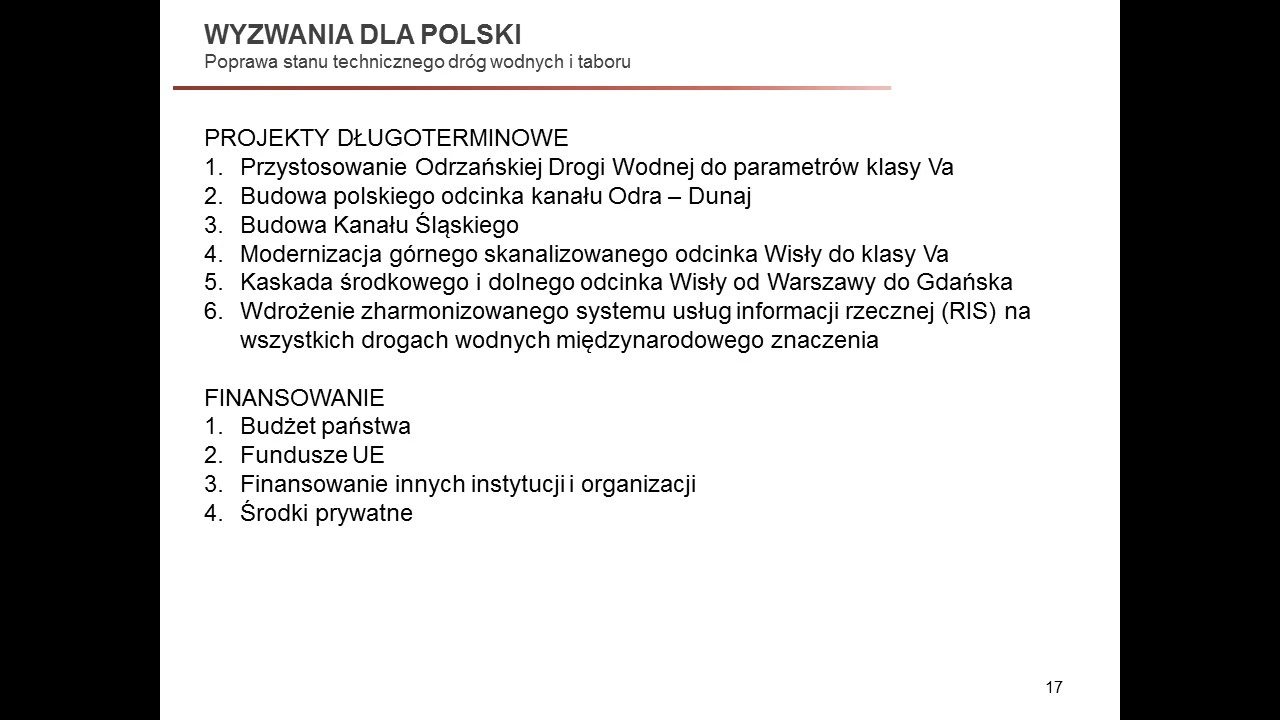 WYZWANIA DLA POLSKI
Poprawa stanu technicznego dróg wodnych i taboru
PROJEKTY DŁUGOTERMINOWE
1. Przystosowanie Odrzańskiej Drogi Wodnej do parametrów klasy Va
2. Budowa polskiego odcinka kanału Odra – Dunaj
3. Budowa Kanału Śląskiego
4. Modernizacja górnego skanalizowanego odcinka Wisły do klasy Va
5. Kaskada środkowego i dolnego odcinka Wisły od Warszawy do Gdańska
6. Wdrożenie zharmonizowanego systemu usług informacji rzecznej (RIS) na
wszystkich drogach wodnych międzynarodowego znaczenia
FINANSOWANIE
1. Budżet państwa
2. Fundusze UE
3. Finansowanie innych instytucji i organizacji
4. Środki prywatne
17